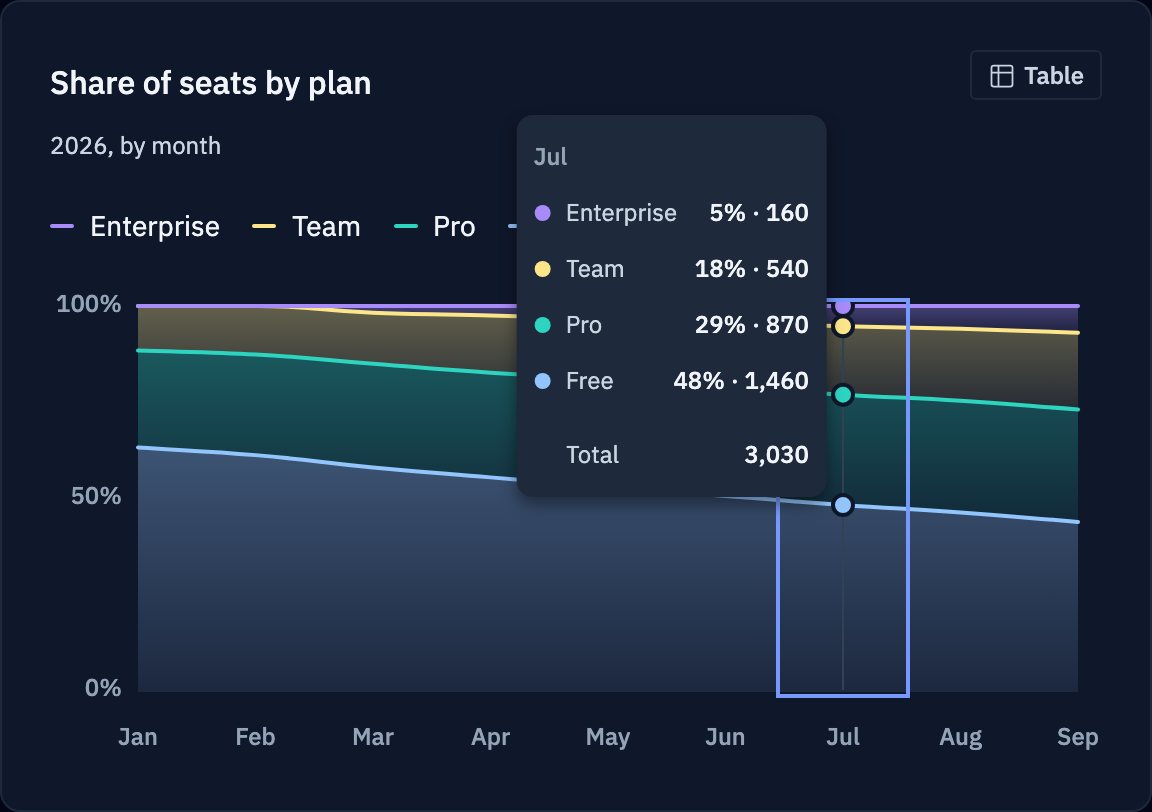 Share of seats by plan
Table
2026, by month
Enterprise Team Pro
Jul
Enterprise 5% · 160
Team 18% · 540
Pro 29% · 870
Free 48% · 1,460
Total 3,030
100%
50%
0%
Jan Feb Mar Apr May Jun Jul Aug Sep